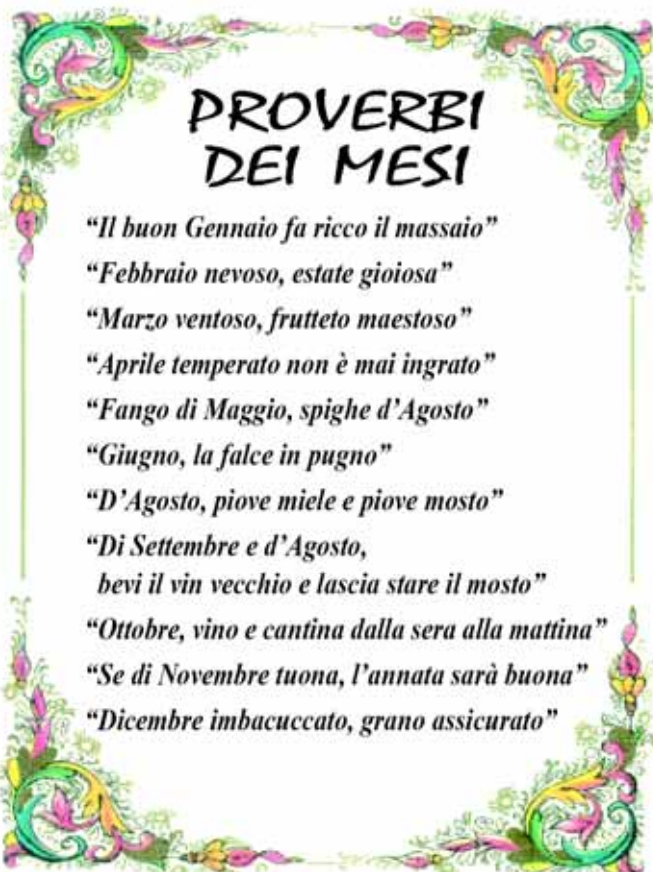 PROVERBI
DEI MESI
“Il buon Gennaio fa ricco il massaio”
“Febbraio nevoso, estate gioiosa”
“Marzo ventoso, frutteto maestoso”
“Aprile temperato non è mai ingrato”
“Fango di Maggio, spighe d’Agosto”
“Giugno, la falce in pugno”
“D’Agosto, piove miele e piove mosto”
“Di Settembre e d’Agosto,
bevi il vin vecchio e lascia stare il mosto”
“Ottobre, vino e cantina dalla sera alla mattina”
“Se di Novembre tuona, l’annata sarà buona”
“Dicembre imbacuccato, grano assicurato”